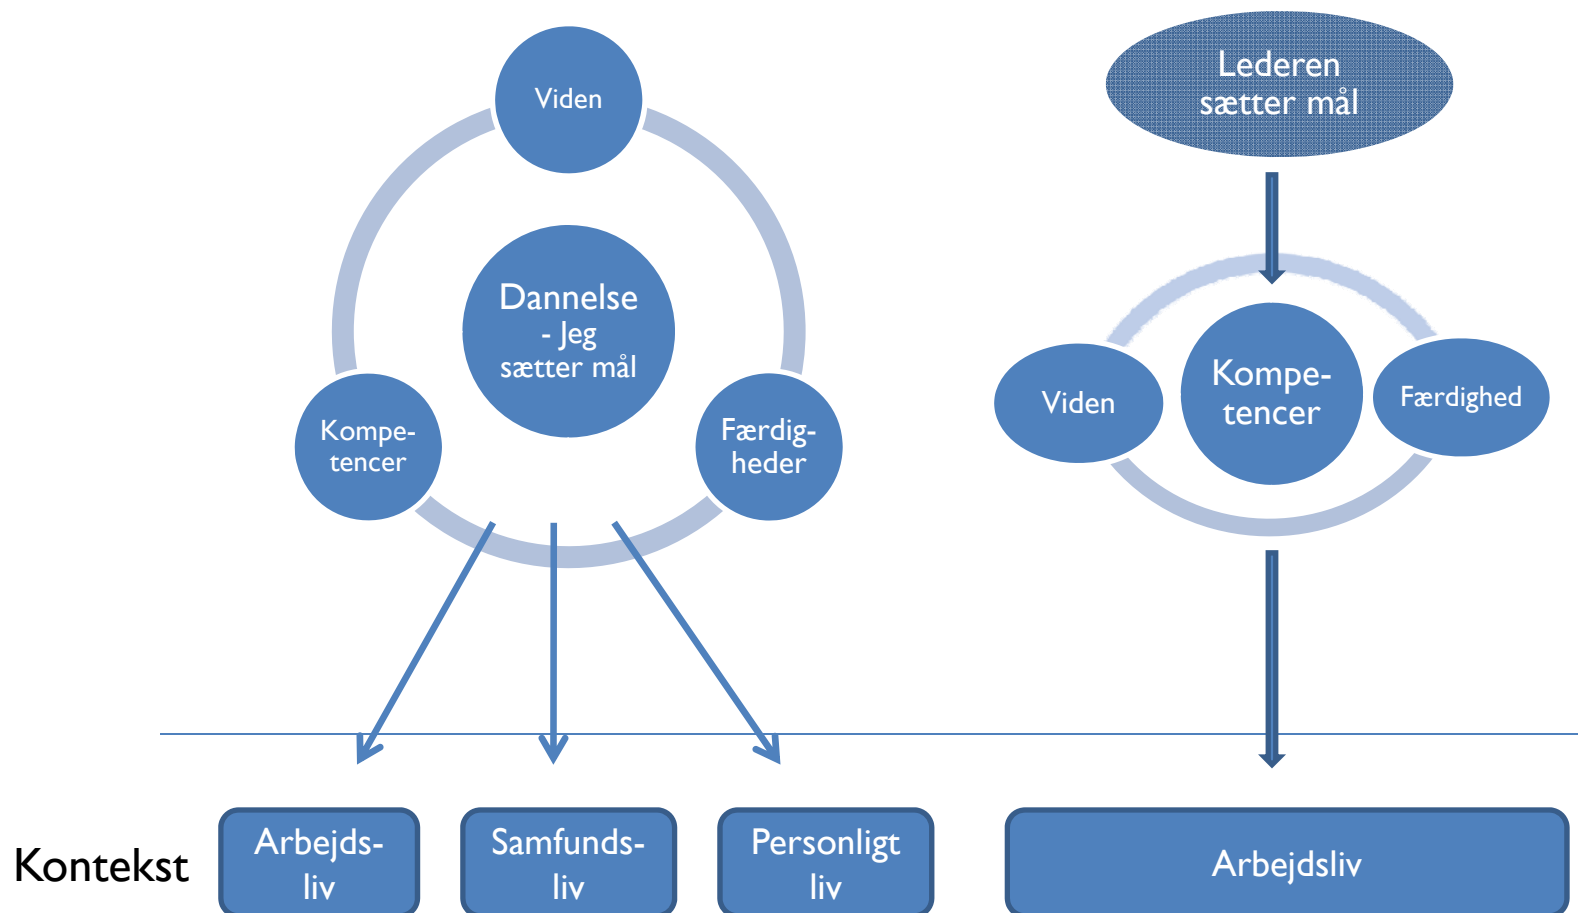 Viden
Dannelse
- Jeg
sætter mål
Kompe-
tencer
Færdig-
heder
Lederen
sætter mål
Viden
Kompe-
tencer
Færdighed
Kontekst
Arbejds-
liv
Samfunds-
liv
Personligt
liv
Arbejdsliv